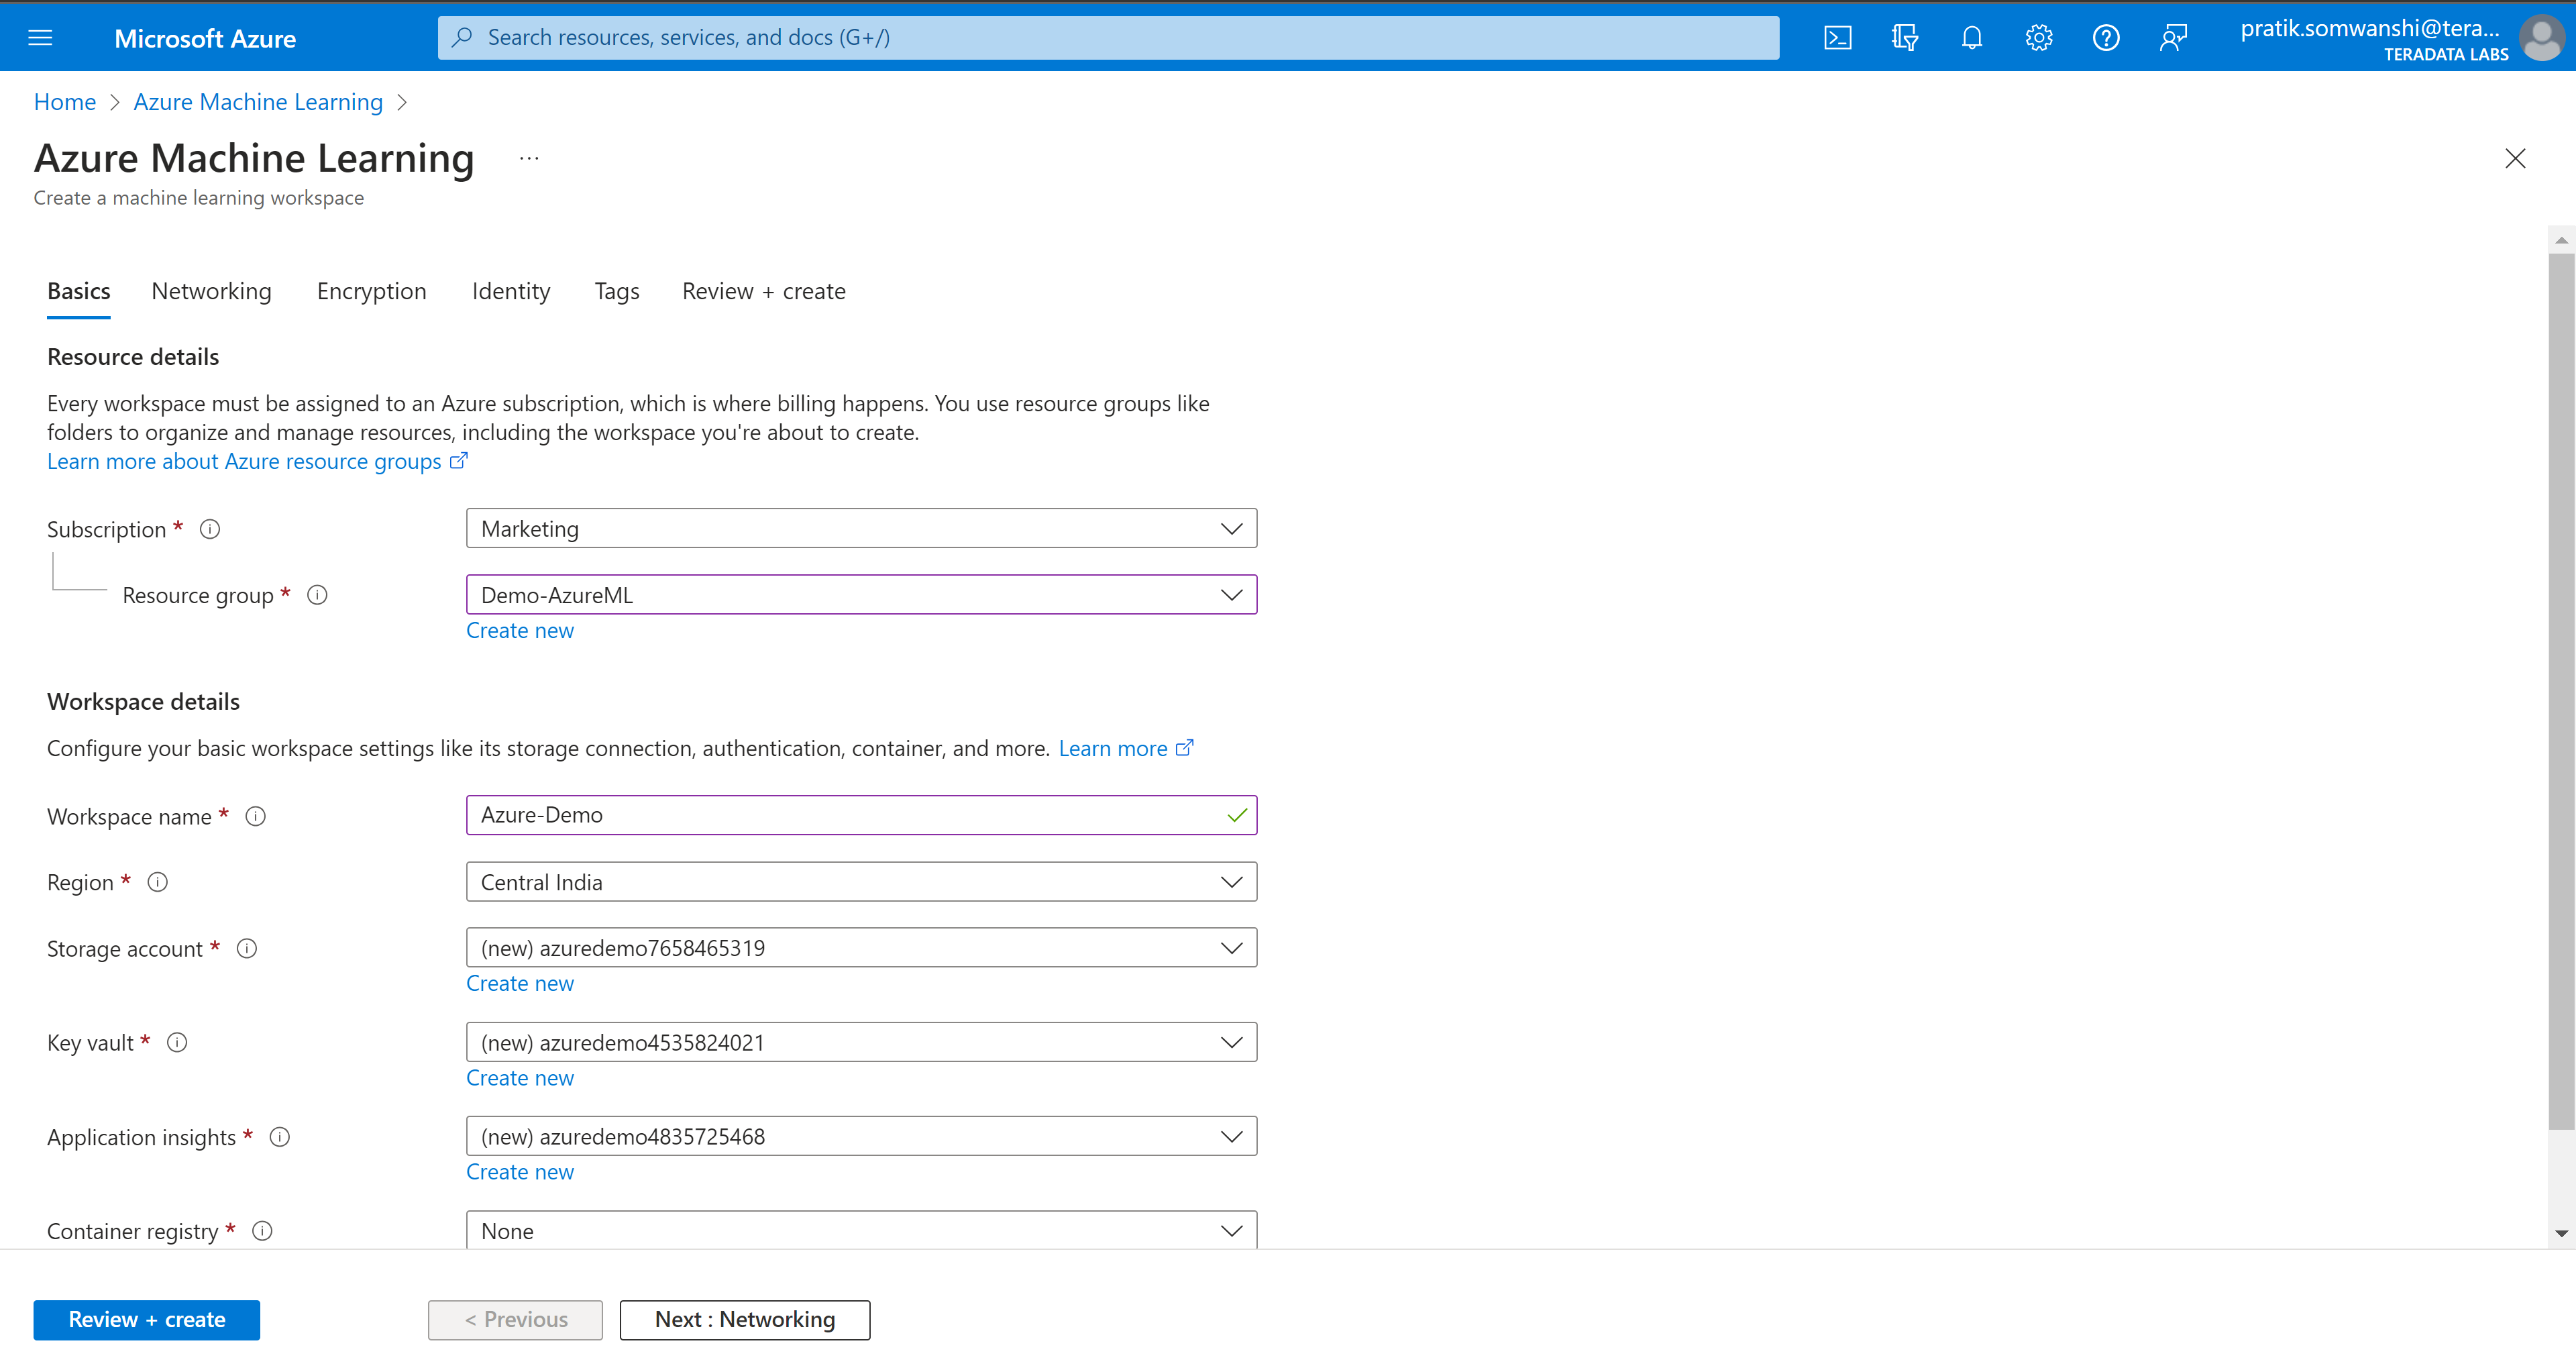 Microsoft Azure
Search resources, services, and docs (G+/)
pratik.somwanshi@tera...
TERADATA LABS
Home > Azure Machine Learning >
Azure Machine Learning ...
Create a machine learning workspace
Basics Networking Encryption Identity Tags Review + create
Resource details
Every workspace must be assigned to an Azure subscription, which is where billing happens. You use resource groups like
folders to organize and manage resources, including the workspace you're about to create.
Learn more about Azure resource groups
Subscription * Marketing
Resource group * Demo-AzureML
Create new
Workspace details
Configure your basic workspace settings like its storage connection, authentication, container, and more. Learn more
Workspace name * Azure-Demo
Region * Central India
Storage account * (new) azuredemo7658465319
Create new
Key vault * (new) azuredemo4535824021
Create new
Application insights * (new) azuredemo4835725468
Create new
Container registry * None
Review + create < Previous Next : Networking